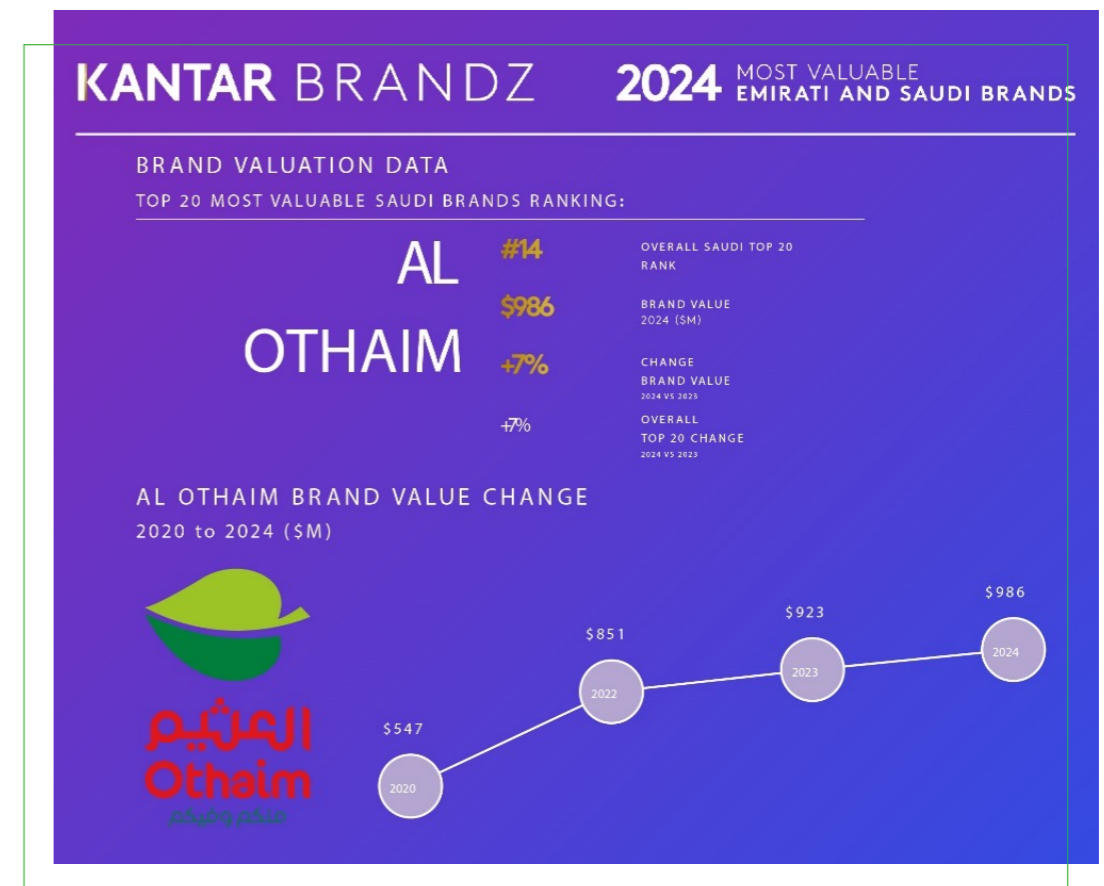 KANTAR BRANDZ
2024 MOST VALUABLE
EMIRATI AND SAUDI BRANDS
BRAND VALUATION DATA
TOP 20 MOST VALUABLE SAUDI BRANDS RANKING:
AL
OTHAIM
#14
OVERALL SAUDI TOP 20
RANK
$986
BRAND VALUE
2024 ($M)
+7%
CHANGE
BRAND VALUE
2024 VS 2023
+7%
OVERALL
TOP 20 CHANGE
2024 VS 2023
AL OTHAIM BRAND VALUE CHANGE
2020 to 2024 ($M)
العثيم
Othaim
منكم وفيكم
$547
2020
$851
2022
$923
2023
$986
2024